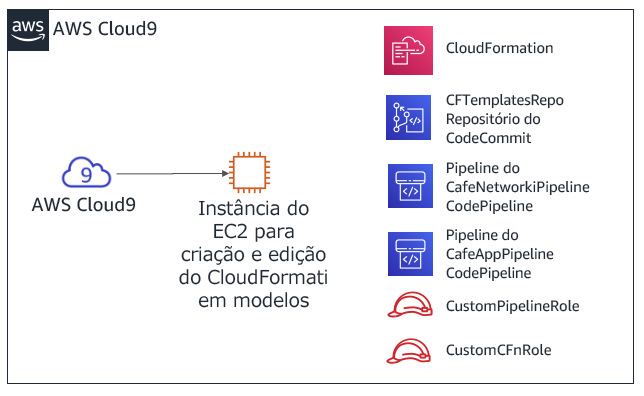 aws
AWS Cloud9
9
AWS Cloud9
Instância do
EC2 para
criação e edição
do CloudFormati
em modelos
CloudFormation
CFTemplatesRepo
Repositório do
CodeCommit
Pipeline do
CafeNetworkiPipeline
CodePipeline
Pipeline do
CafeAppPipeline
CodePipeline
CustomPipelineRole
CustomCFnRole